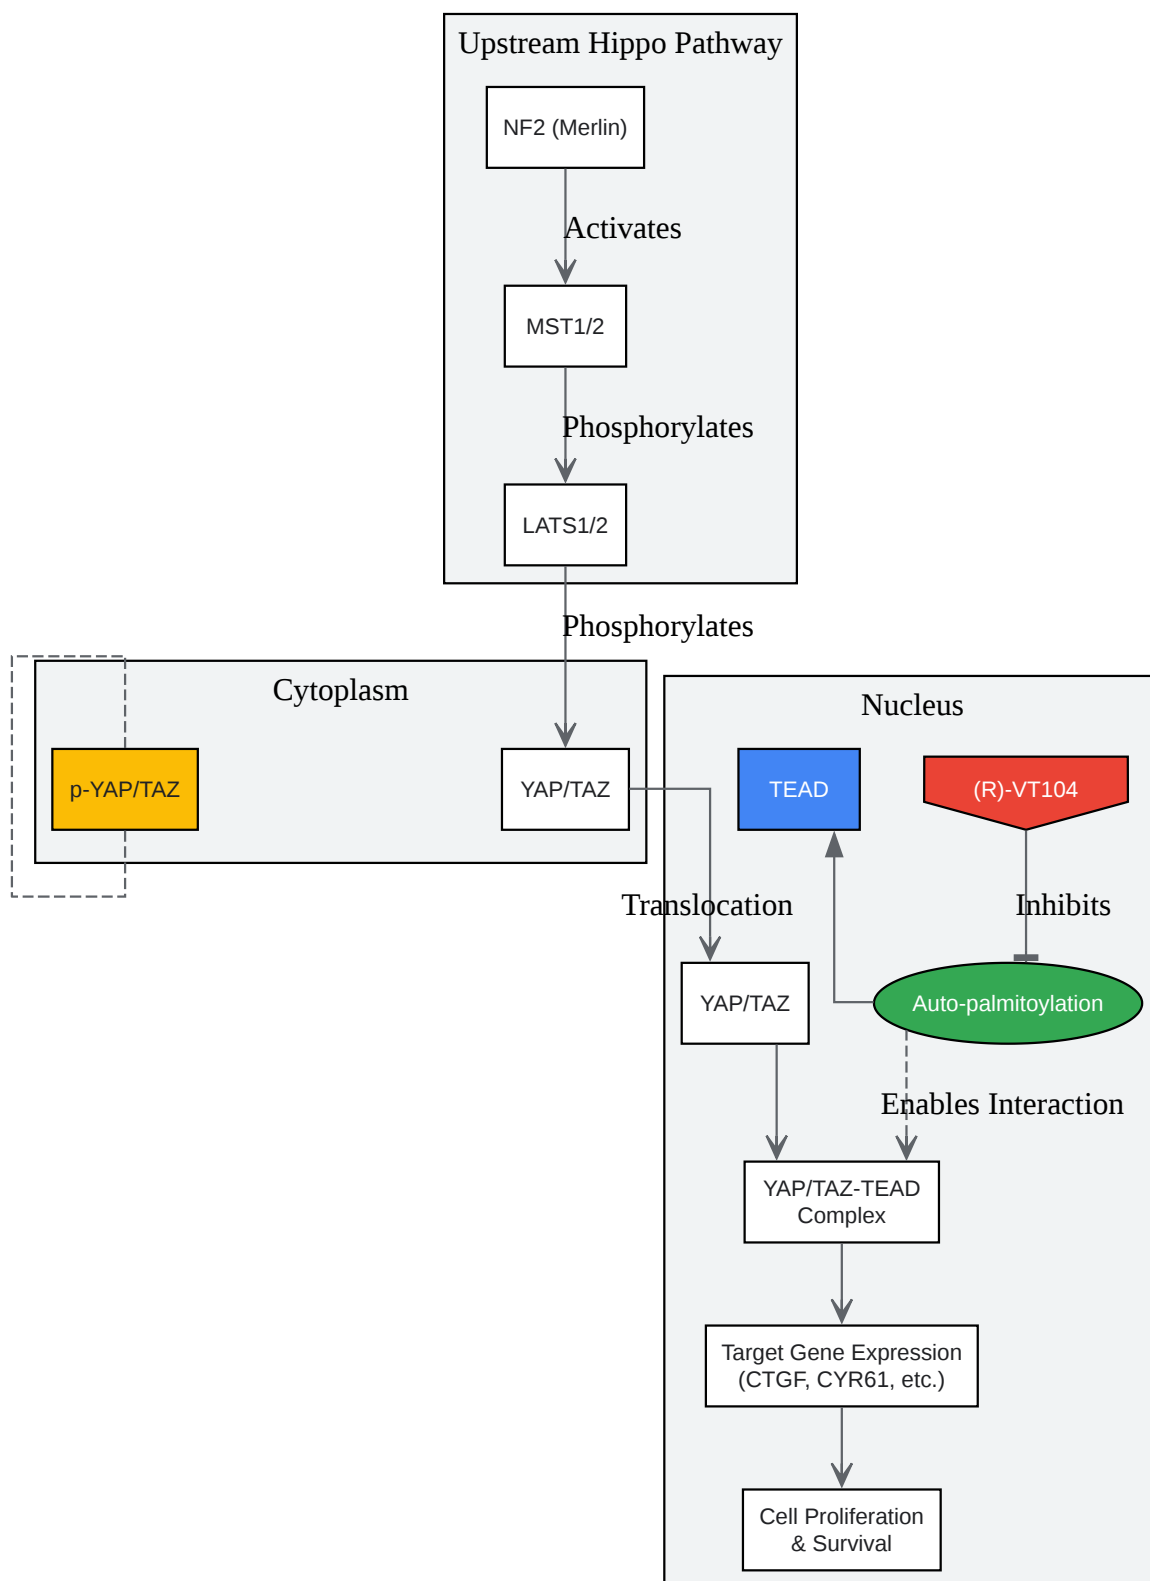 Upstream Hippo Pathway
NF2 (Merlin)
Activates
MST1/2
Phosphorylates
LATS1/2
Phosphorylates
Cytoplasm
p-YAP/TAZ
YAP/TAZ
Nucleus
TEAD
(R)-VT104
Translocation
Inhibits
YAP/TAZ
Auto-palmitoylation
Enables Interaction
YAP/TAZ-TEAD
Complex
Target Gene Expression
(CTGF, CYR61, etc.)
Cell Proliferation
& Survival